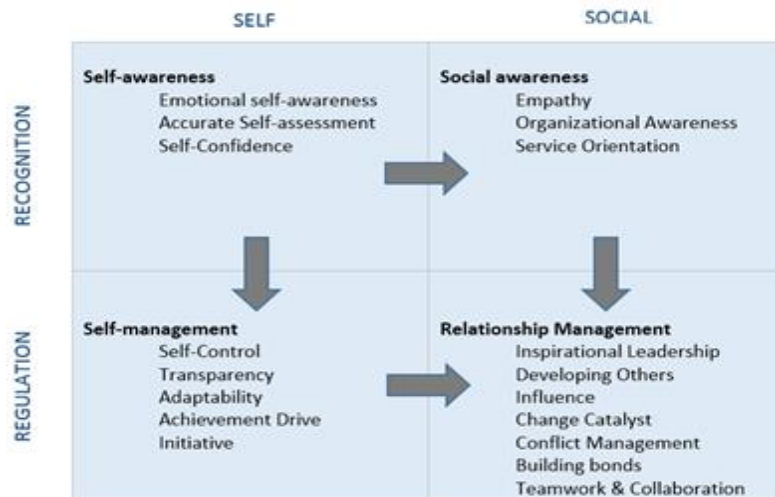 SELF
SOCIAL
RECOGNITION
Self-awareness
Emotional self-awareness
Accurate Self-assessment
Self-Confidence
Social awareness
Empathy
Organizational Awareness
Service Orientation
REGULATION
Self-management
Self-Control
Transparency
Adaptability
Achievement Drive
Initiative
Relationship Management
Inspirational Leadership
Developing Others
Influence
Change Catalyst
Conflict Management
Building bonds
Teamwork & Collaboration